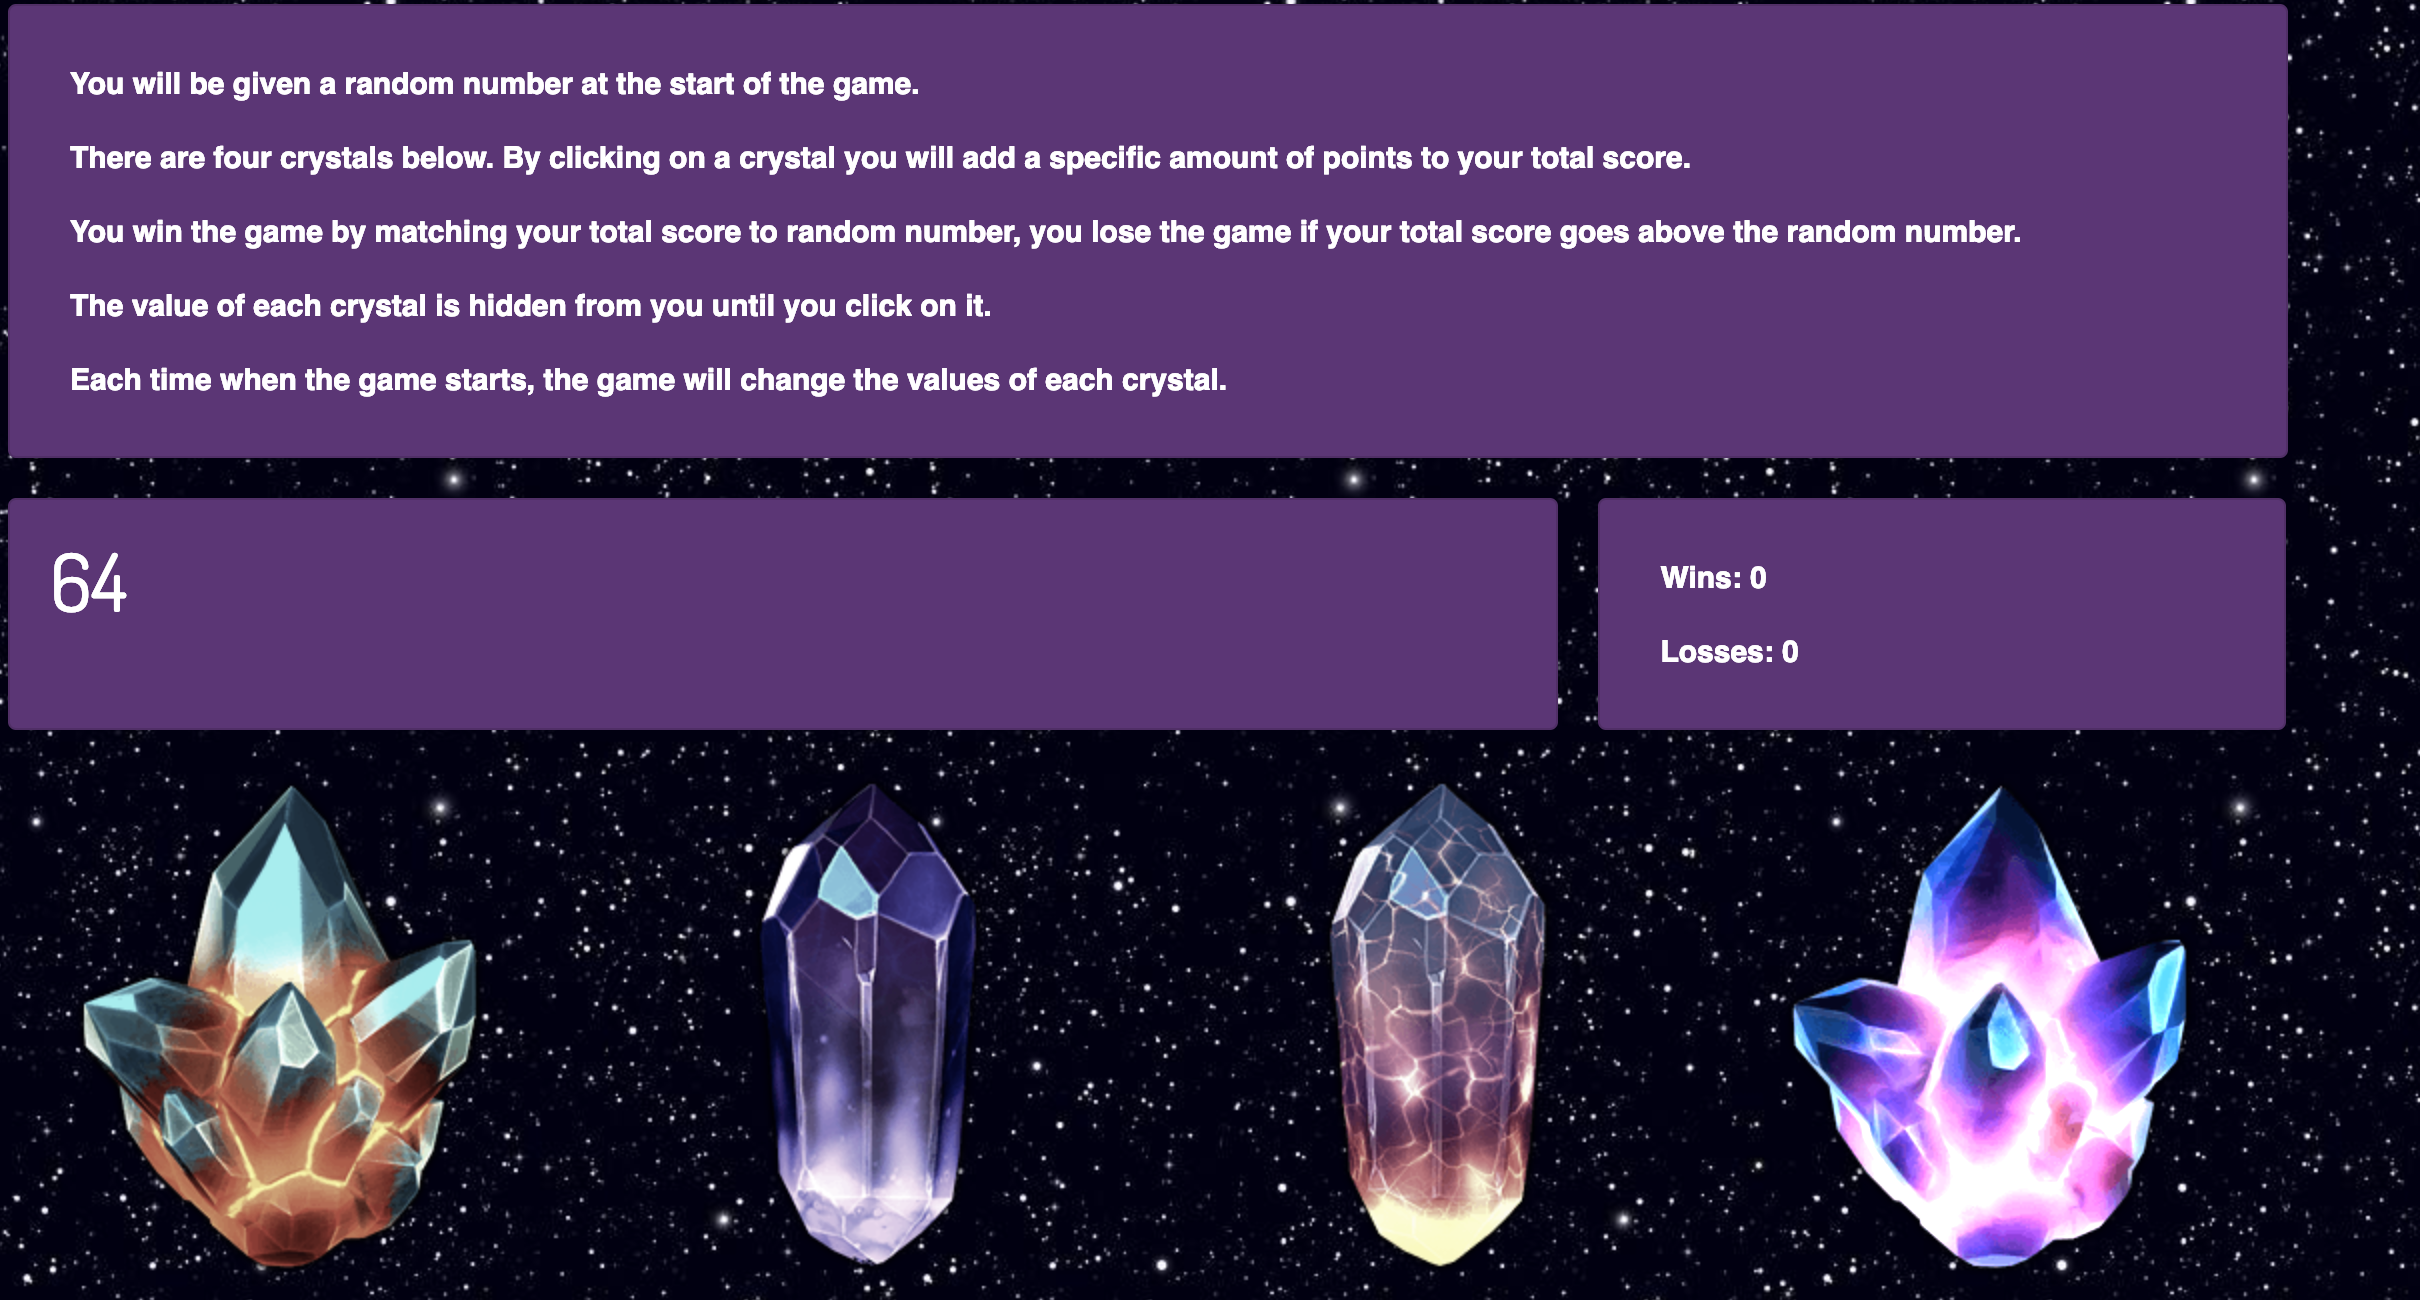 You will be given a random number at the start of the game.
There are four crystals below. By clicking on a crystal you will add a specific amount of points to your total score.
You win the game by matching your total score to random number, you lose the game if your total score goes above the random number.
The value of each crystal is hidden from you until you click on it.
Each time when the game starts, the game will change the values of each crystal.
64
Wins: 0
Losses: 0